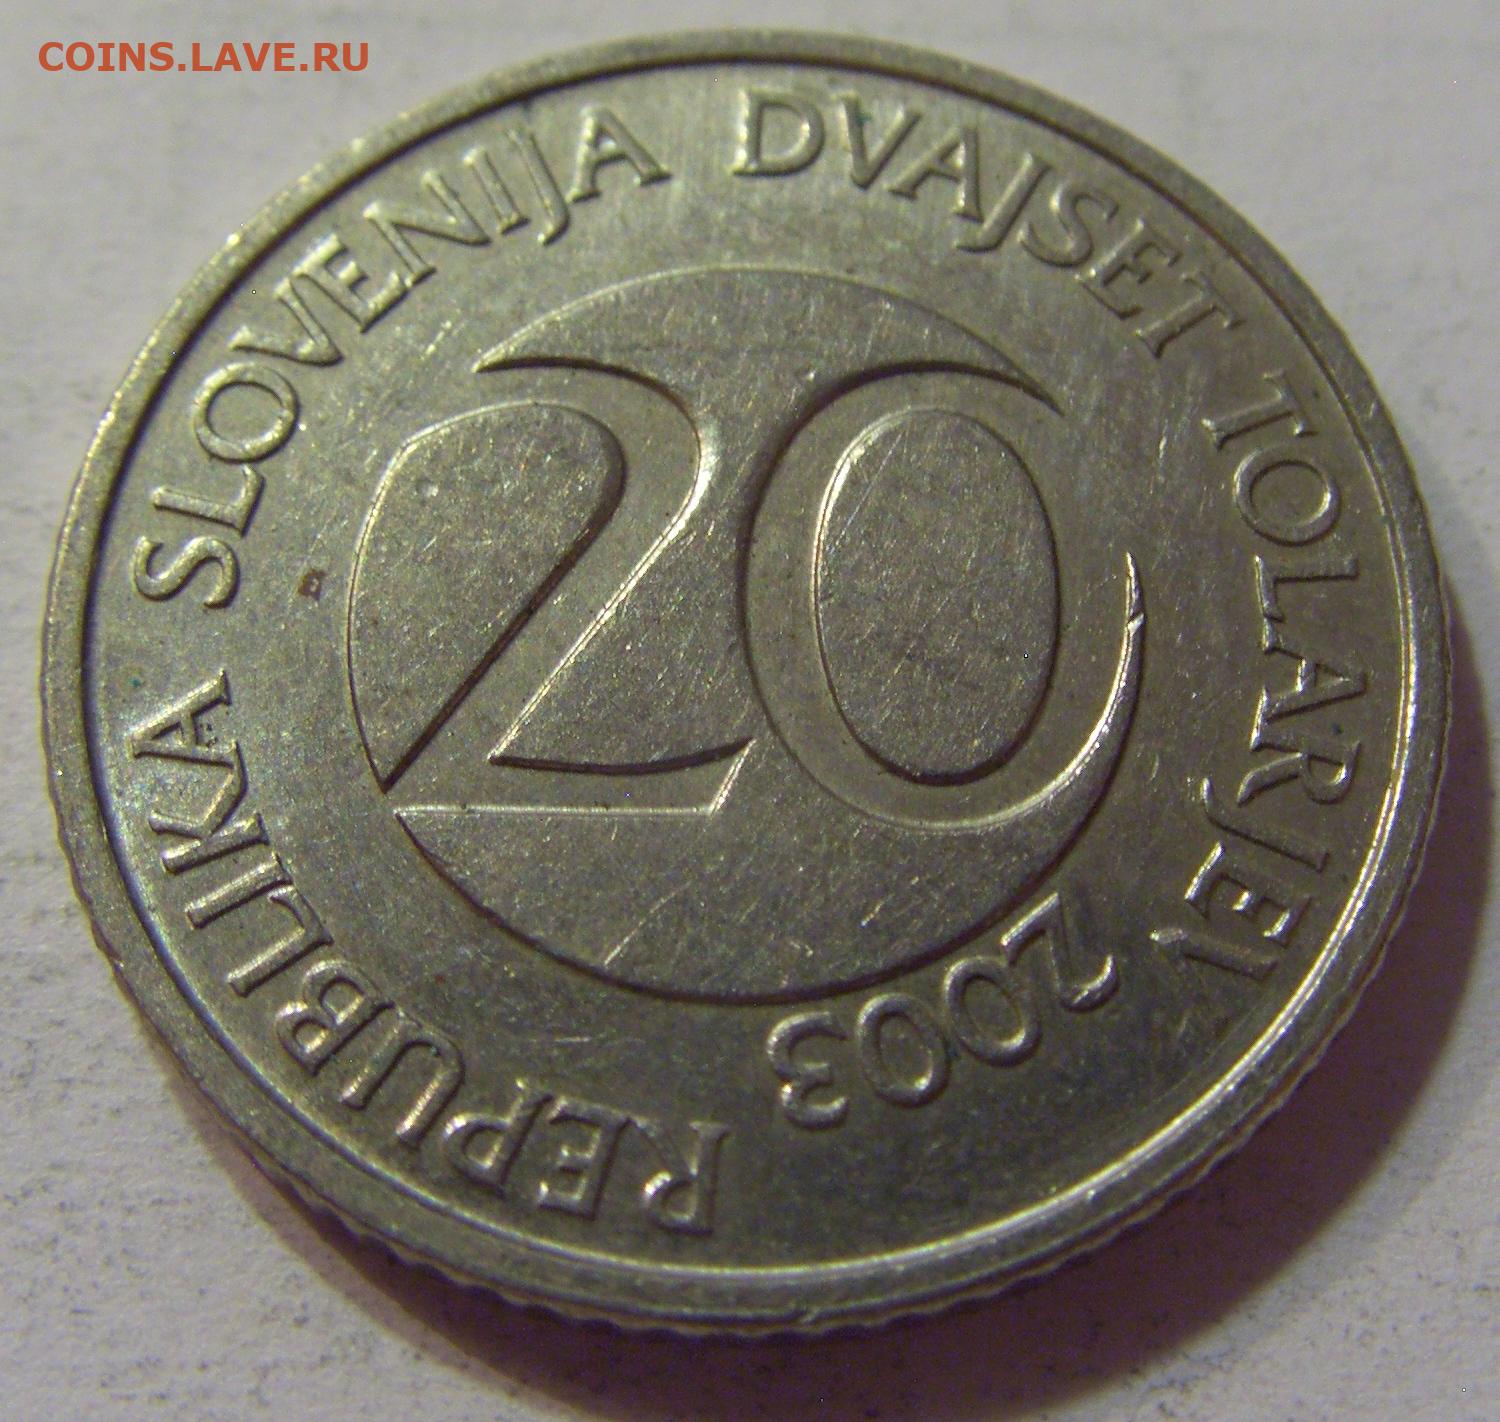 COINS.LAVE.RU
REPUBLIKA SLOVENIJA DVAJSET TOLARJEV
2003
20